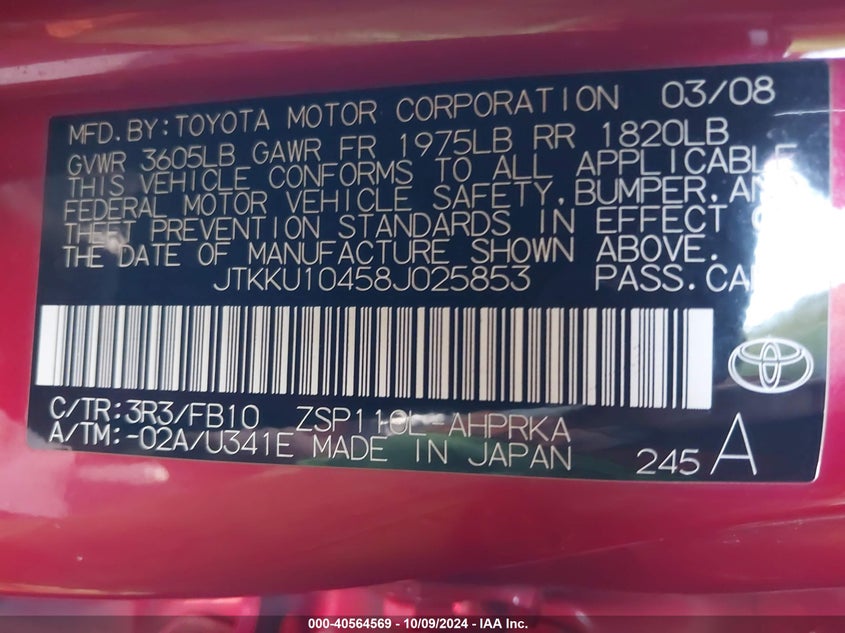 MFD.BY:TOYOTA MOTOR CORPORATION 03/08
GVWR 3605LB GAWR FR 1975LB RR 1820LB
THIS VEHICLE CONFORMS TO ALL APPLICABLE
FEDERAL MOTOR VEHICLE SAFETY,BUMPER,AND
THEFT PREVENTION STANDARDS IN EFFECT
THE DATE OF MANUFACTURE SHOWN ABOVE.
JTKKU10458J025853 PASS.CAR
C/TR:3R3/FB10 ZSP110L-AHPRKA
A/TM:-02A/U341E MADE IN JAPAN 245 A
000-40564569 - 10/09/2024 - IAA Inc.